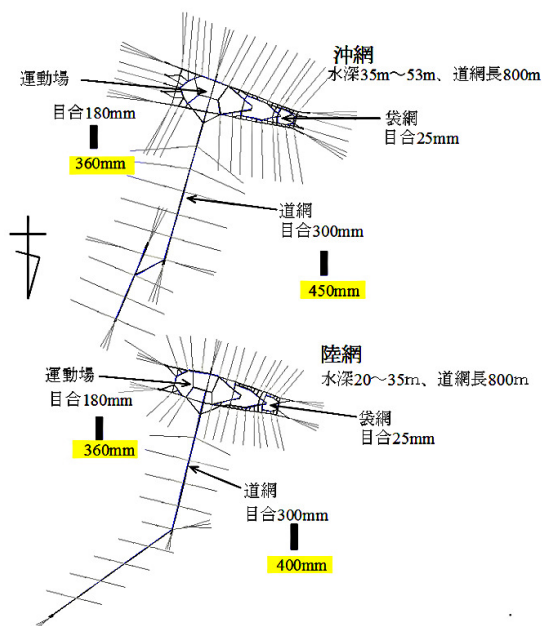 沖網
水深35m～53m、道網長800m
運動場
目合180mm
360mm
袋網
目合25mm
道網
目合300mm
450mm
陸網
水深20～35m、道網長800m
運動場
目合180mm
360mm
袋網
目合25mm
道網
目合300mm
400mm